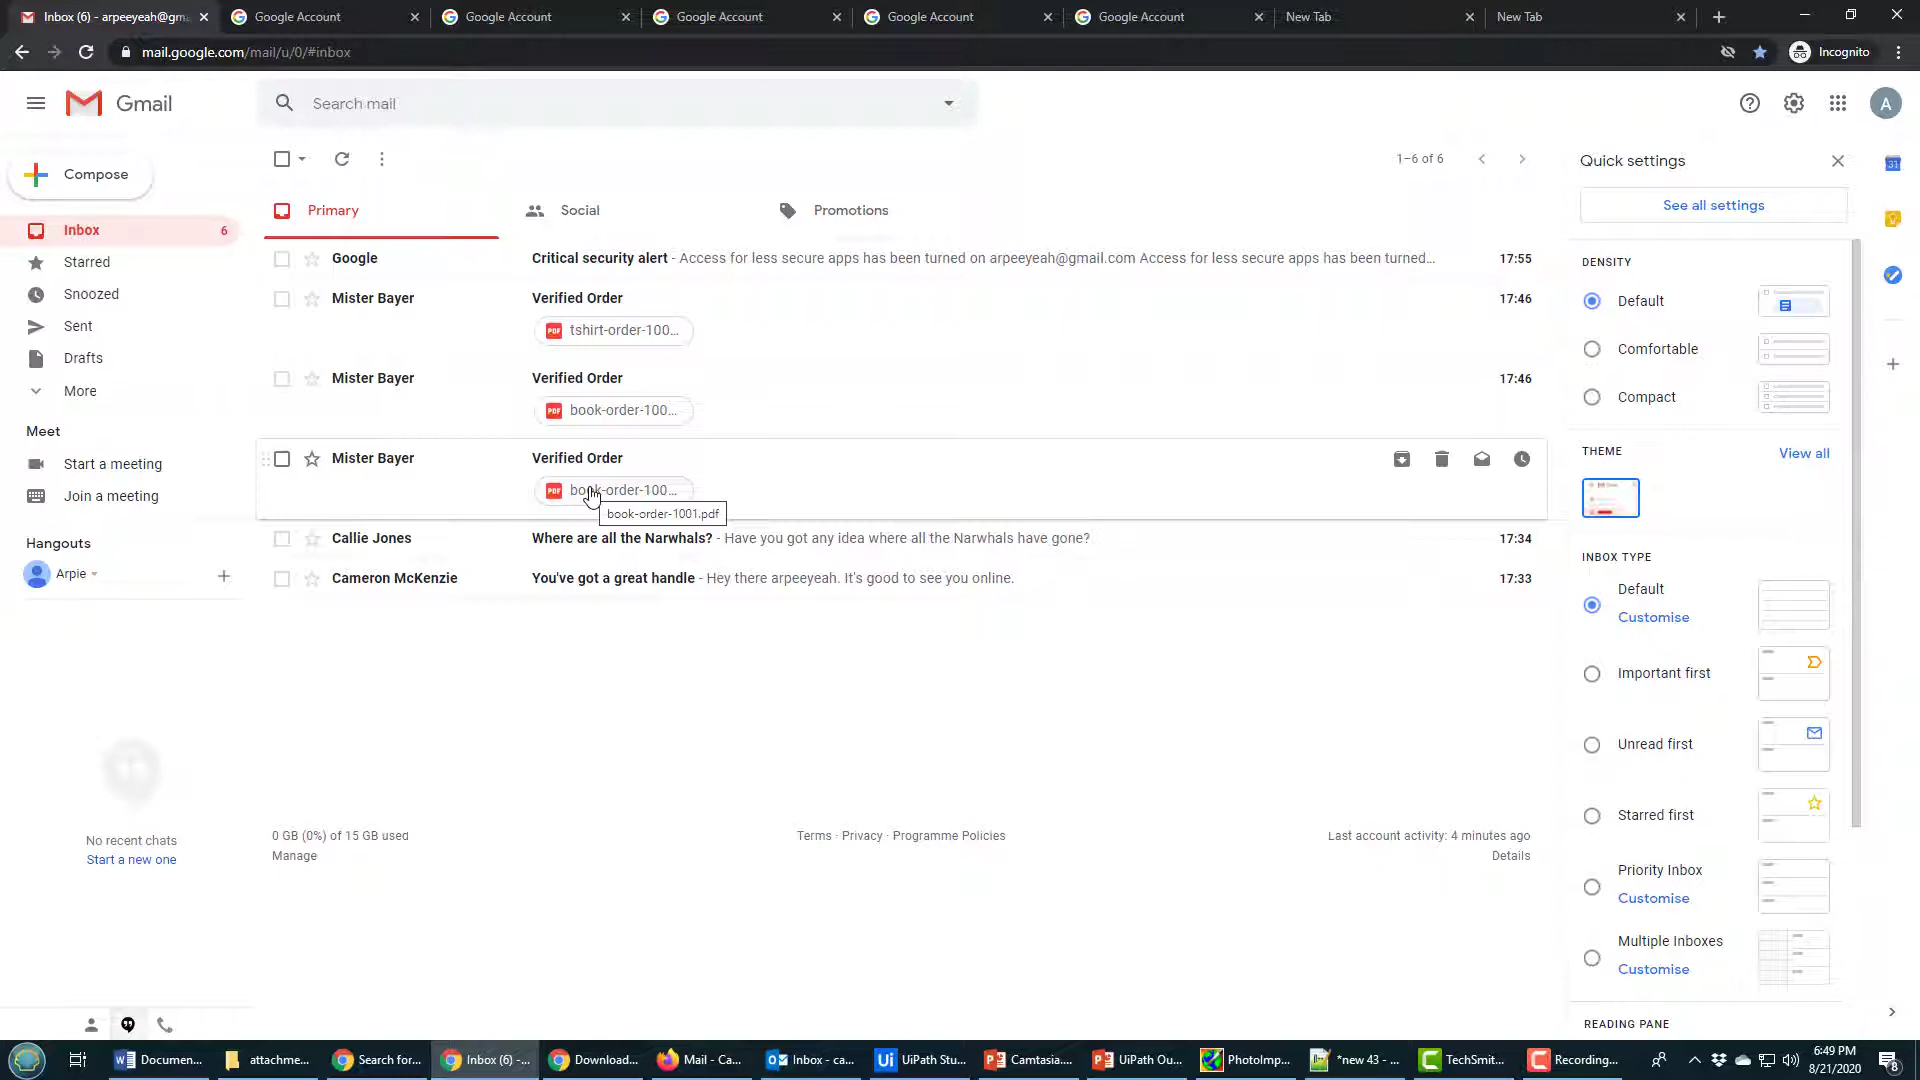 Inbox (6) - arpeeyeah@gm
Google Account
Google Account
Google Account
Google Account
Google Account
New Tab
New Tab
mail.google.com/mail/u/0/#inbox
Incognito
Gmail
Search mail
A
1–6 of 6
Quick settings
31
Compose
See all settings
Primary
Social
Promotions
Inbox
6
Google
Critical security alert - Access for less secure apps has been turned on arpeeyeah@gmail.com Access for less secure apps has been turned…
17:55
DENSITY
Starred
Snoozed
Mister Bayer
Verified Order
17:46
Default
Sent
PDF
tshirt-order-100...
Drafts
Comfortable
Mister Bayer
Verified Order
17:46
More
Compact
PDF
book-order-100...
Meet
THEME
View all
Start a meeting
Mister Bayer
Verified Order
Join a meeting
PDF
book-order-100...
book-order-1001.pdf
Hangouts
Callie Jones
Where are all the Narwhals? - Have you got any idea where all the Narwhals have gone?
17:34
INBOX TYPE
Arpie
Cameron McKenzie
You've got a great handle - Hey there arpeeyeah. It's good to see you online.
17:33
Default
Customise
Important first
Unread first
Starred first
No recent chats
Start a new one
0 GB (0%) of 15 GB used
Manage
Terms · Privacy · Programme Policies
Last account activity: 4 minutes ago
Details
Priority Inbox
Customise
Multiple Inboxes
Customise
READING PANE
Documen...
attachme...
Search for...
Inbox (6) -...
Download...
Mail - Ca...
Inbox - ca...
UiPath Stu...
Camtasia....
UiPath Ou...
PhotoImp...
*new 43 - ...
TechSmit...
Recording...
6:49 PM
8/21/2020
8